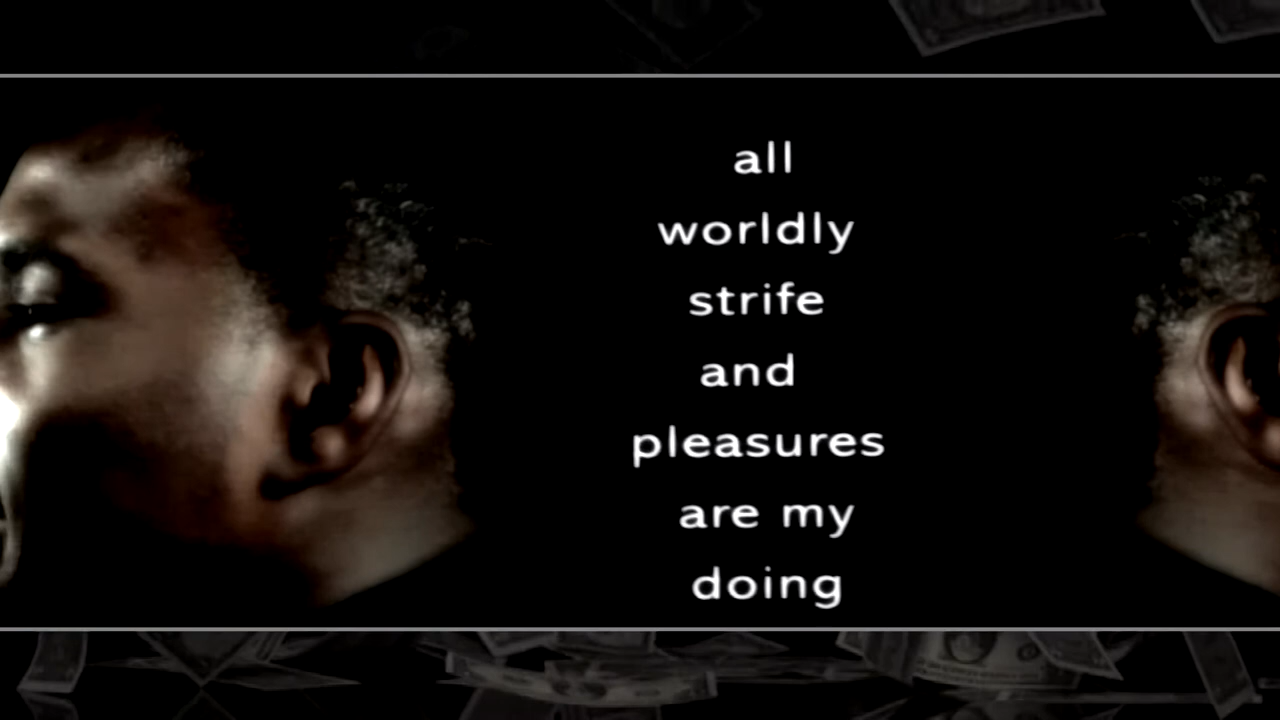 all
worldly
strife
and
pleasures
are my
doing